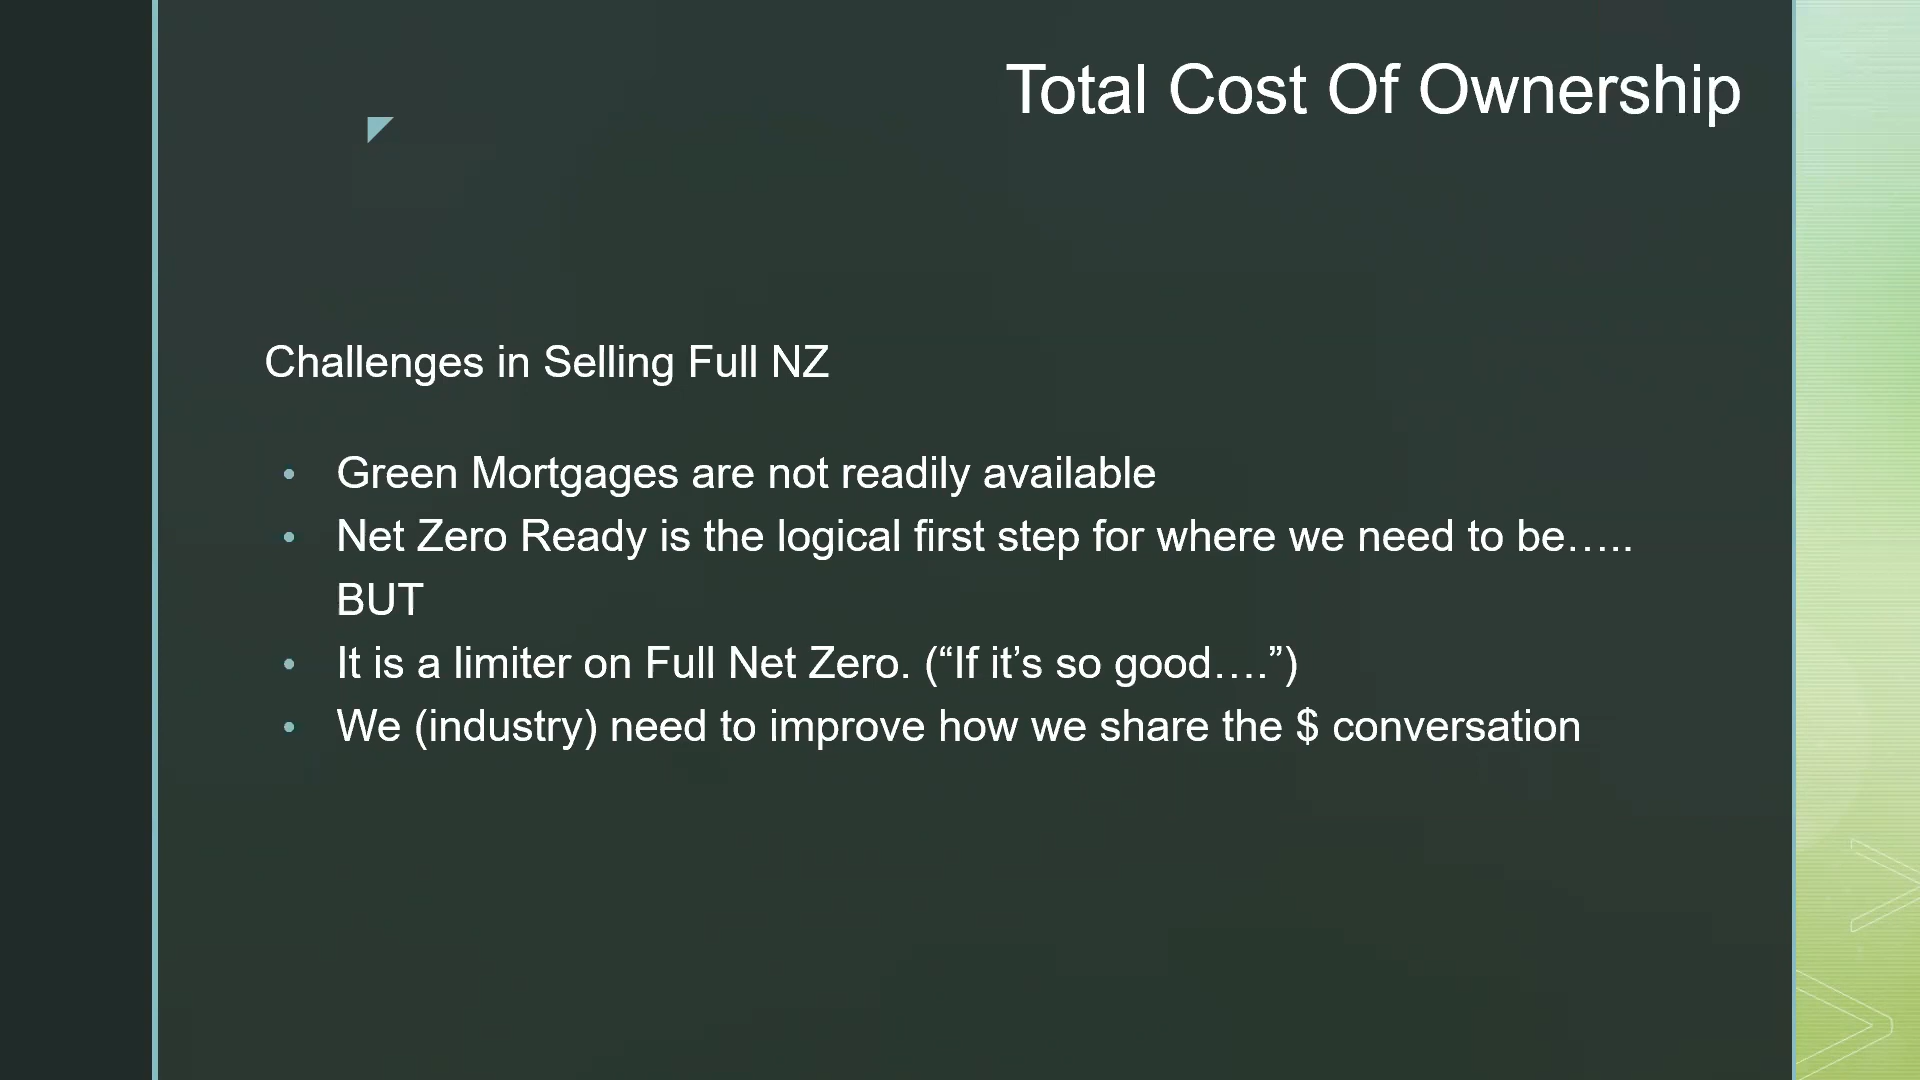 Total Cost Of Ownership
Challenges in Selling Full NZ
• Green Mortgages are not readily available
• Net Zero Ready is the logical first step for where we need to be…..
BUT
• It is a limiter on Full Net Zero. (“If it’s so good….”)
• We (industry) need to improve how we share the $ conversation